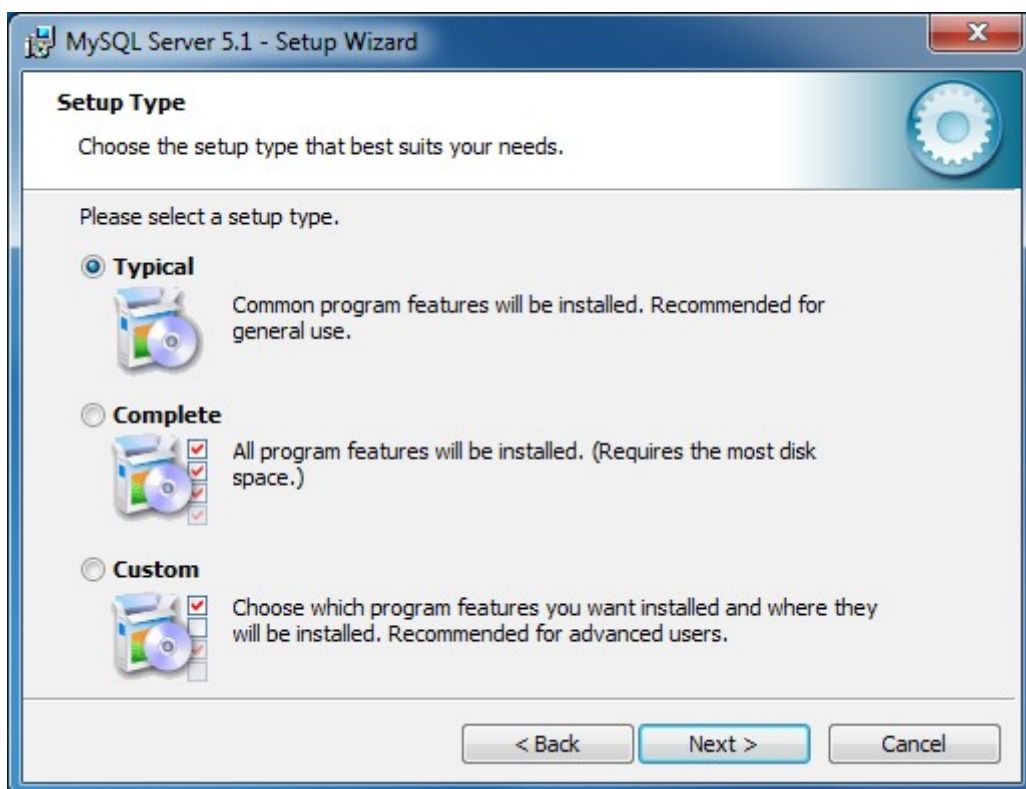 MySQL Server 5.1 - Setup Wizard
Setup Type
Choose the setup type that best suits your needs.
Please select a setup type.
Typical
Common program features will be installed. Recommended for
general use.
Complete
All program features will be installed. (Requires the most disk
space.)
Custom
Choose which program features you want installed and where they
will be installed. Recommended for advanced users.
< Back Next > Cancel